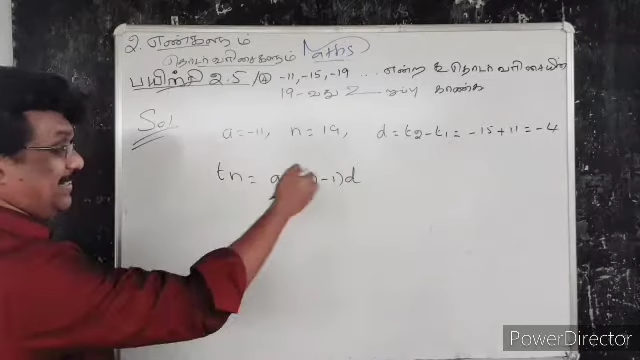 2. எண்களும்
தொடர்வரிசைகளும் Maths
பயிற்சி 2.5 / ④ -11, -15, -19 ... என்ற கூட்டுத்தொடர்வரிசையின்
19-வது உறுப்பு காண்க
Sol
a = -11, n = 19, d = t2 - t1 = -15 + 11 = -4
tn = a -1)d
PowerDirector